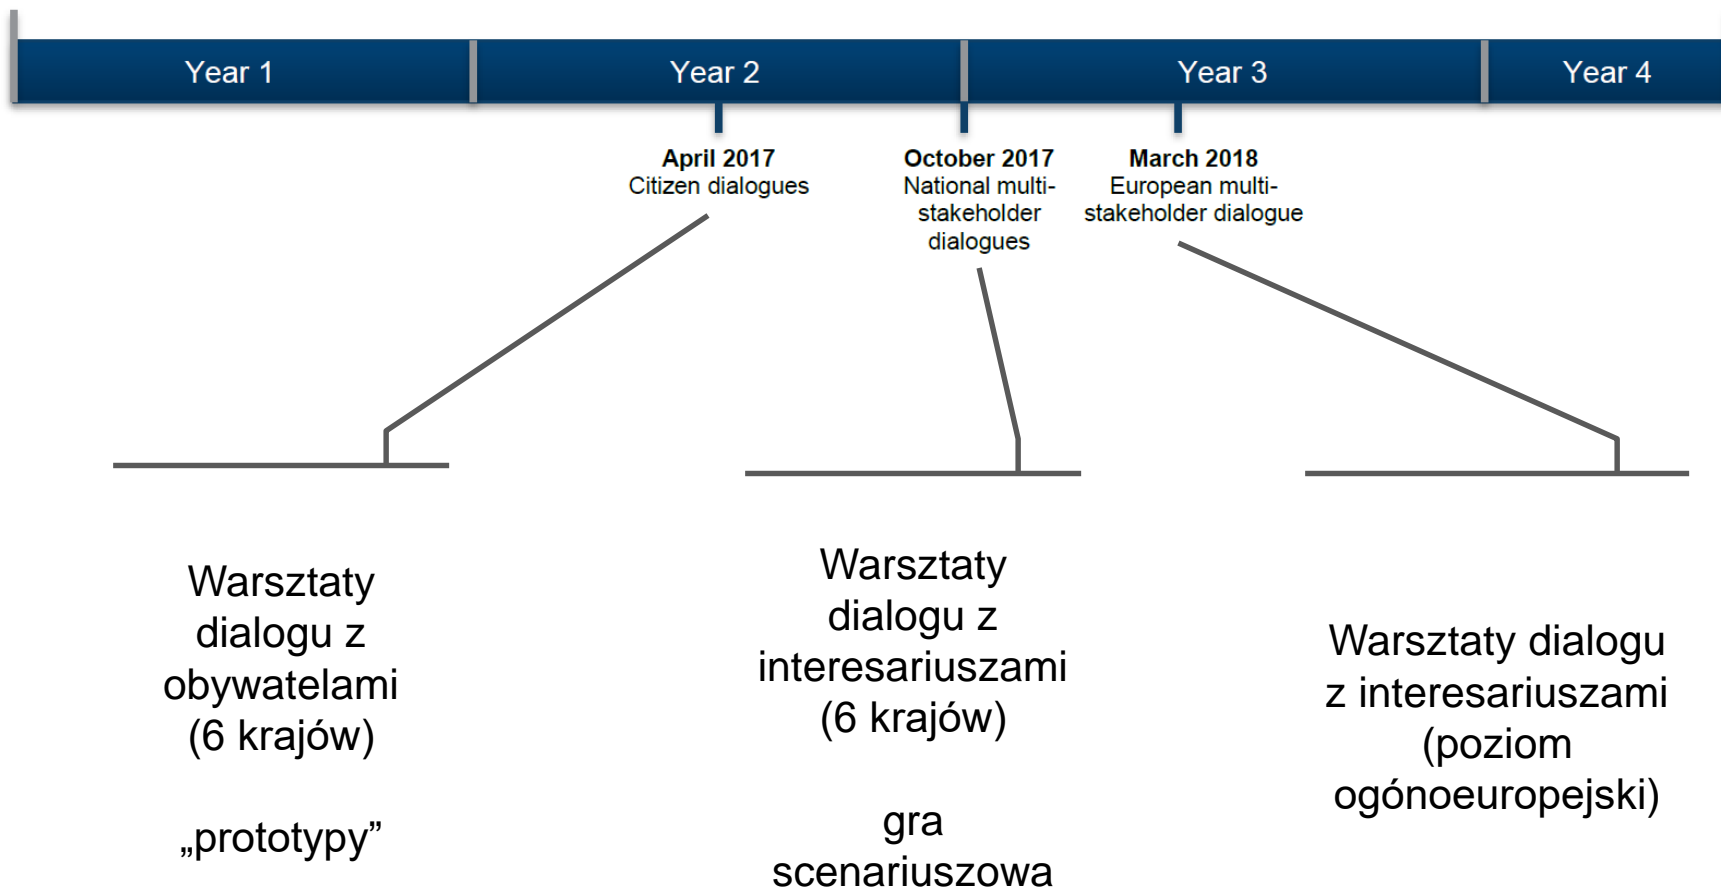 Year 1
Year 2
Year 3
Year 4
April 2017
Citizen dialogues
October 2017
National multi-
stakeholder
dialogues
March 2018
European multi-
stakeholder dialogue
Warsztaty
dialogu z
obywatelami
(6 krajów)
„prototypy”
Warsztaty
dialogu z
interesariuszami
(6 krajów)
gra
scenariuszowa
Warsztaty dialogu
z interesariuszami
(poziom
ogónoeuropejski)